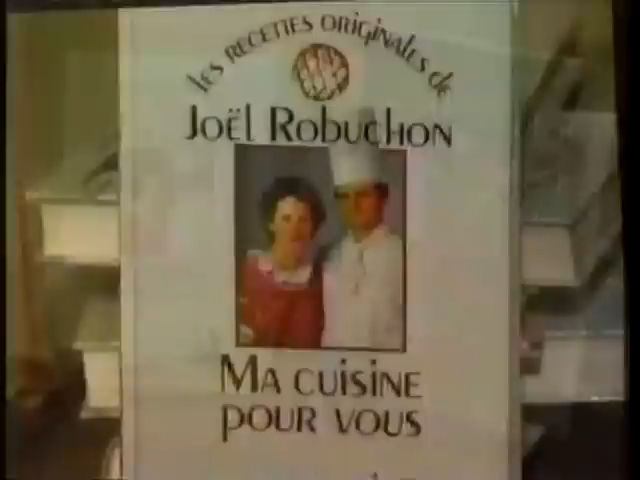 Les recettes originales de
Joël Robuchon
Ma cuisine
pour vous